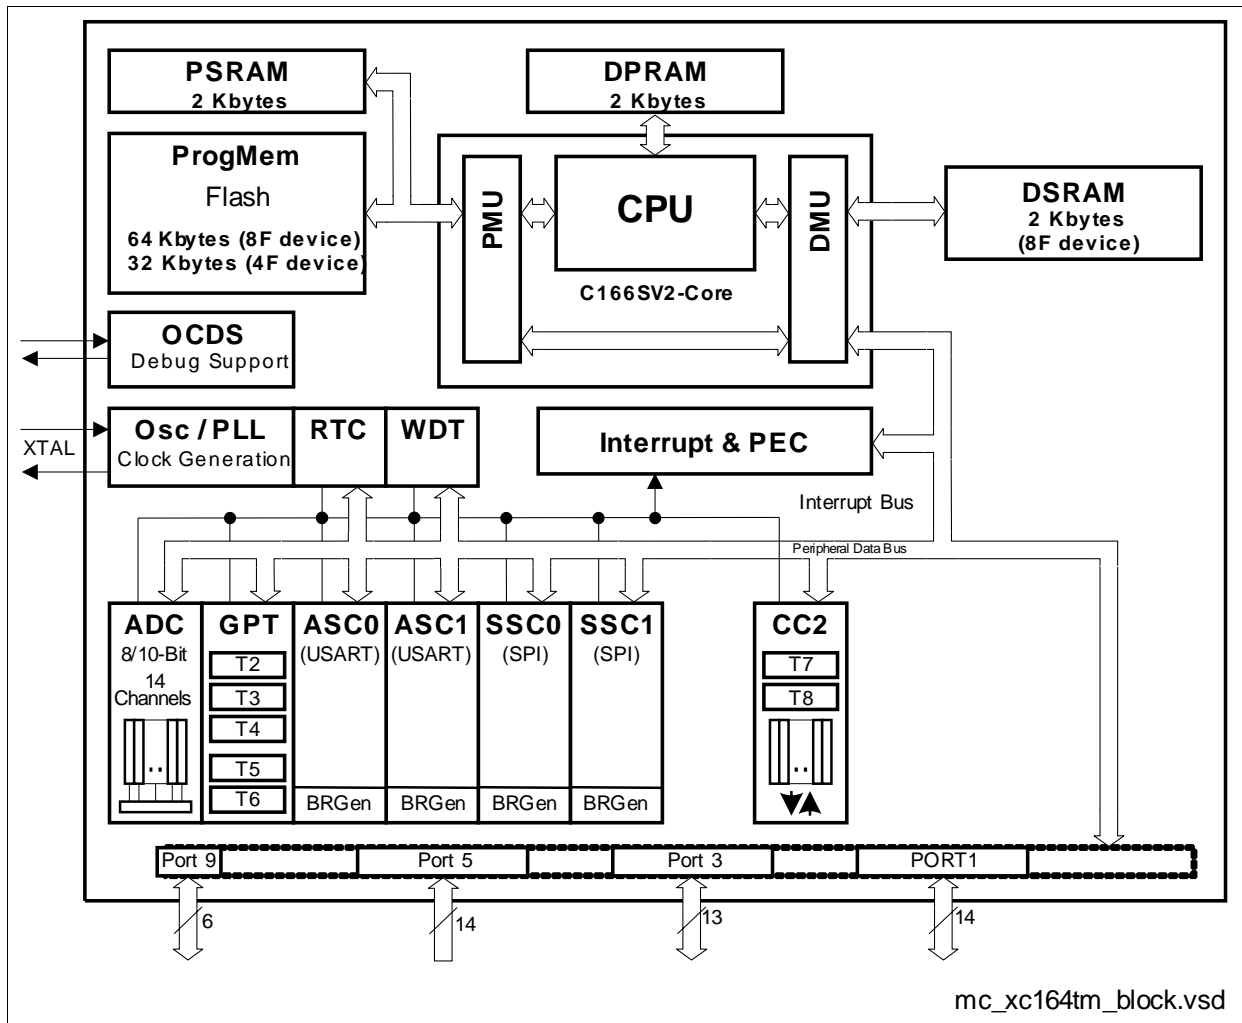 PSRAM
2 Kbytes
DPRAM
2 Kbytes
ProgMem
Flash
64 Kbytes (8F device)
32 Kbytes (4F device)
PMU
CPU
DMU
C166SV2-Core
DSRAM
2 Kbytes
(8F device)
OCDS
Debug Support
XTAL
Osc / PLL
Clock Generation
RTC
WDT
Interrupt & PEC
Interrupt Bus
Peripheral Data Bus
ADC
8/10-Bit
14
Channels
GPT
T2
T3
T4
T5
T6
ASC0
(USART)
BRGen
ASC1
(USART)
BRGen
SSC0
(SPI)
BRGen
SSC1
(SPI)
BRGen
CC2
T7
T8
Port 9
Port 5
Port 3
PORT1
6
14
13
14
mc_xc164tm_block.vsd